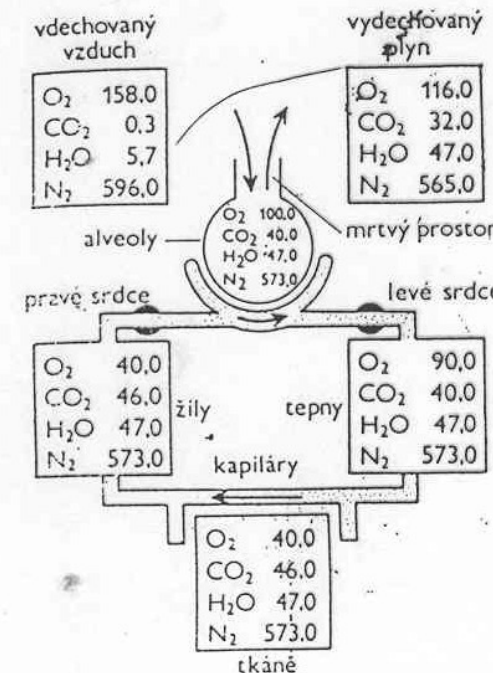 vdechovaný
vzduch
O₂ 158,0
CO₂ 0,3
H₂O 5,7
N₂ 596,0
vydechovaný
plyn
O₂ 116,0
CO₂ 32,0
H₂O 47,0
N₂ 565,0
alveoly
O₂ 100,0
CO₂ 40,0
H₂O 47,0
N₂ 573,0
mrtvý prostor
pravé srdce
levé srdce
O₂ 40,0
CO₂ 46,0
H₂O 47,0
N₂ 573,0
žíly
tepny
O₂ 90,0
CO₂ 40,0
H₂O 47,0
N₂ 573,0
kapiláry
O₂ 40,0
CO₂ 46,0
H₂O 47,0
N₂ 573,0
tkáně